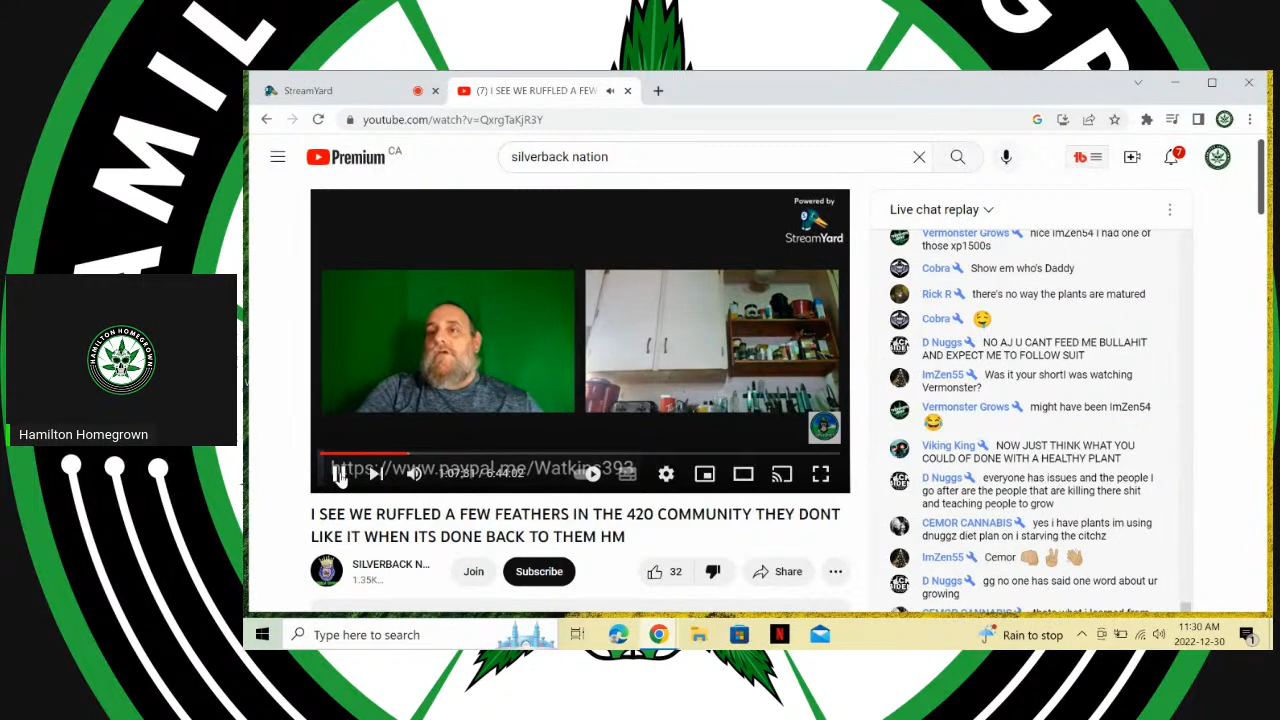 AMIL
GR
StreamYard
(7) I SEE WE RUFFLED A FEW
youtube.com/watch?v=QxrgTaKjR3Y
Premium CA
silverback nation
7
Powered by
StreamYard
https://www.paypal.me/Watkins393
1:07:51 / 6:44:02
I SEE WE RUFFLED A FEW FEATHERS IN THE 420 COMMUNITY THEY DONT
LIKE IT WHEN ITS DONE BACK TO THEM HM
SILVERBACK N...
1.35K...
Join
Subscribe
32
Share
Live chat replay
Vermonster Grows nice ImZen54 I had one of
those xp1500s
Cobra Show em who's Daddy
Rick R there's no way the plants are matured
Cobra
D Nuggs NO AJ U CANT FEED ME BULLAHIT
AND EXPECT ME TO FOLLOW SUIT
ImZen55 Was it your shortI was watching
Vermonster?
Vermonster Grows might have been ImZen54
Viking King NOW JUST THINK WHAT YOU
COULD OF DONE WITH A HEALTHY PLANT
D Nuggs everyone has issues and the people I
go after are the people that are killing there shit
and teaching people to grow
CEMOR CANNABIS yes i have plants im using
dnuggz diet plan on i starving the citchz
ImZen55 Cemor
D Nuggs gg no one has said one word about ur
growing
HAMILTON HOMEGROWN
Hamilton Homegrown
Type here to search
Rain to stop
11:30 AM
2022-12-30